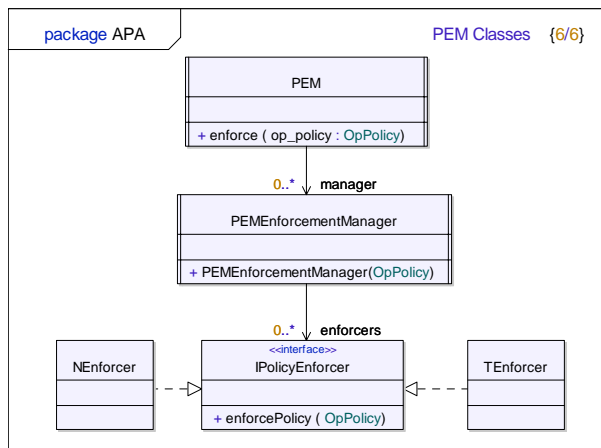 package APA
PEM Classes {6/6}
PEM
+ enforce ( op_policy : OpPolicy)
0..* manager
PEMEnforcementManager
+ PEMEnforcementManager(OpPolicy)
0..* enforcers
NEnforcer
<<interface>>
IPolicyEnforcer
TEnforcer
+ enforcePolicy ( OpPolicy)